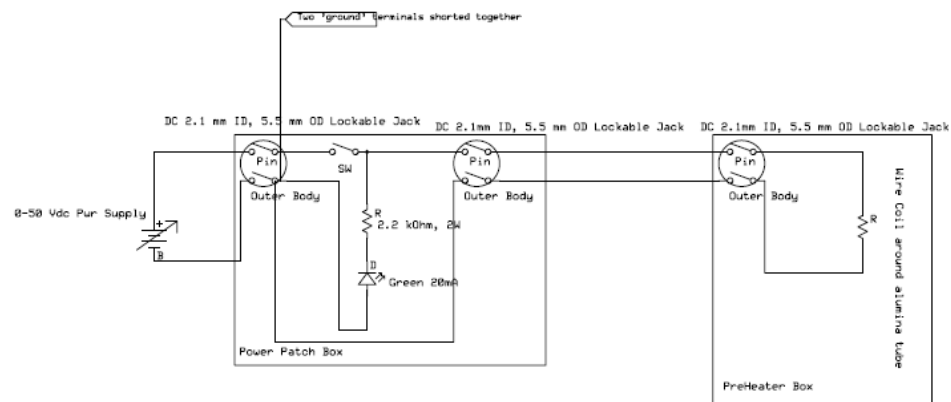 Two 'ground' terminals shorted together
DC 2.1 mm ID, 5.5 mm OD Lockable Jack
DC 2.1mm ID, 5.5 mm OD Lockable Jack
DC 2.1mm ID, 5.5 mm OD Lockable Jack
Pin
SW
Pin
Pin
Outer Body
Outer Body
Outer Body
0-50 Vdc Pwr Supply
+
B
R
2.2 kOhm, 2W
D
Green 20mA
R
Wire Coil around alumina tube
Power Patch Box
PreHeater Box